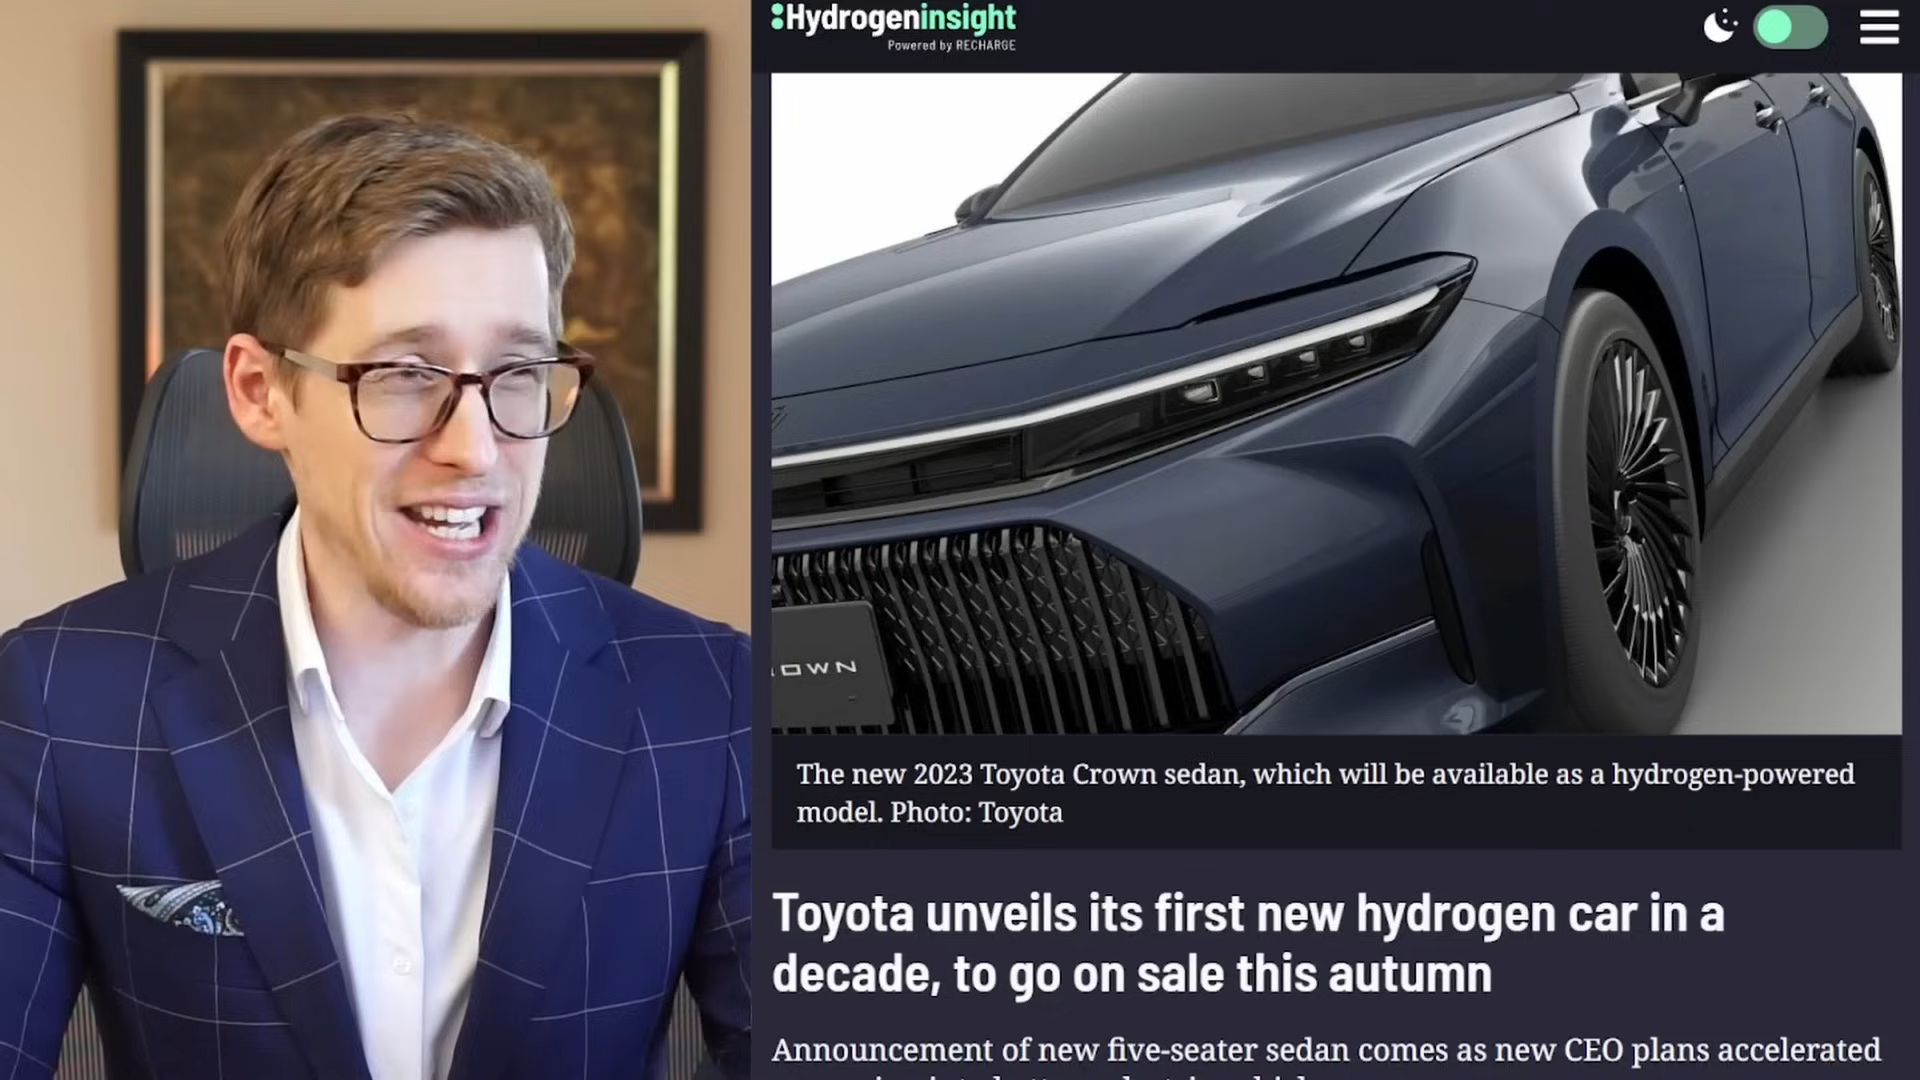 Hydrogeninsight
Powered by RECHARGE
OWN
The new 2023 Toyota Crown sedan, which will be available as a hydrogen-powered
model. Photo: Toyota
Toyota unveils its first new hydrogen car in a
decade, to go on sale this autumn
Announcement of new five-seater sedan comes as new CEO plans accelerated